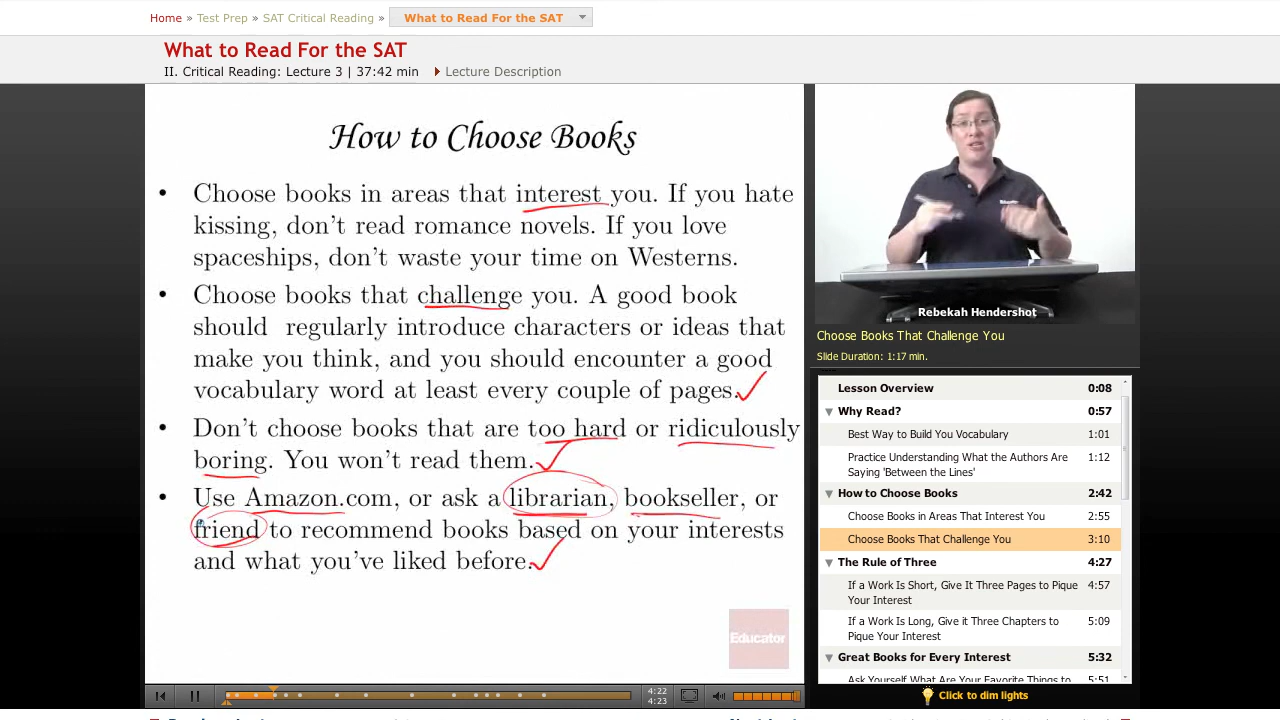 Home » Test Prep » SAT Critical Reading » What to Read For the SAT
What to Read For the SAT
II. Critical Reading: Lecture 3 | 37:42 min Lecture Description
How to Choose Books
• Choose books in areas that interest you. If you hate
kissing, don't read romance novels. If you love
spaceships, don't waste your time on Westerns.
• Choose books that challenge you. A good book
should regularly introduce characters or ideas that
make you think, and you should encounter a good
vocabulary word at least every couple of pages.
• Don't choose books that are too hard or ridiculously
boring. You won't read them.
• Use Amazon.com, or ask a librarian, bookseller, or
friend to recommend books based on your interests
and what you've liked before.
Educator
4:22
4:23
Rebekah Hendershot
Choose Books That Challenge You
Slide Duration: 1:17 min.
Lesson Overview 0:08
Why Read? 0:57
Best Way to Build You Vocabulary 1:01
Practice Understanding What the Authors Are 1:12
Saying 'Between the Lines'
How to Choose Books 2:42
Choose Books in Areas That Interest You 2:55
Choose Books That Challenge You 3:10
The Rule of Three 4:27
If a Work Is Short, Give It Three Pages to Pique 4:57
Your Interest
If a Work Is Long, Give it Three Chapters to 5:09
Pique Your Interest
Great Books for Every Interest 5:32
Ask Yourself What Are Your Favorite Things to 5:51
Click to dim lights